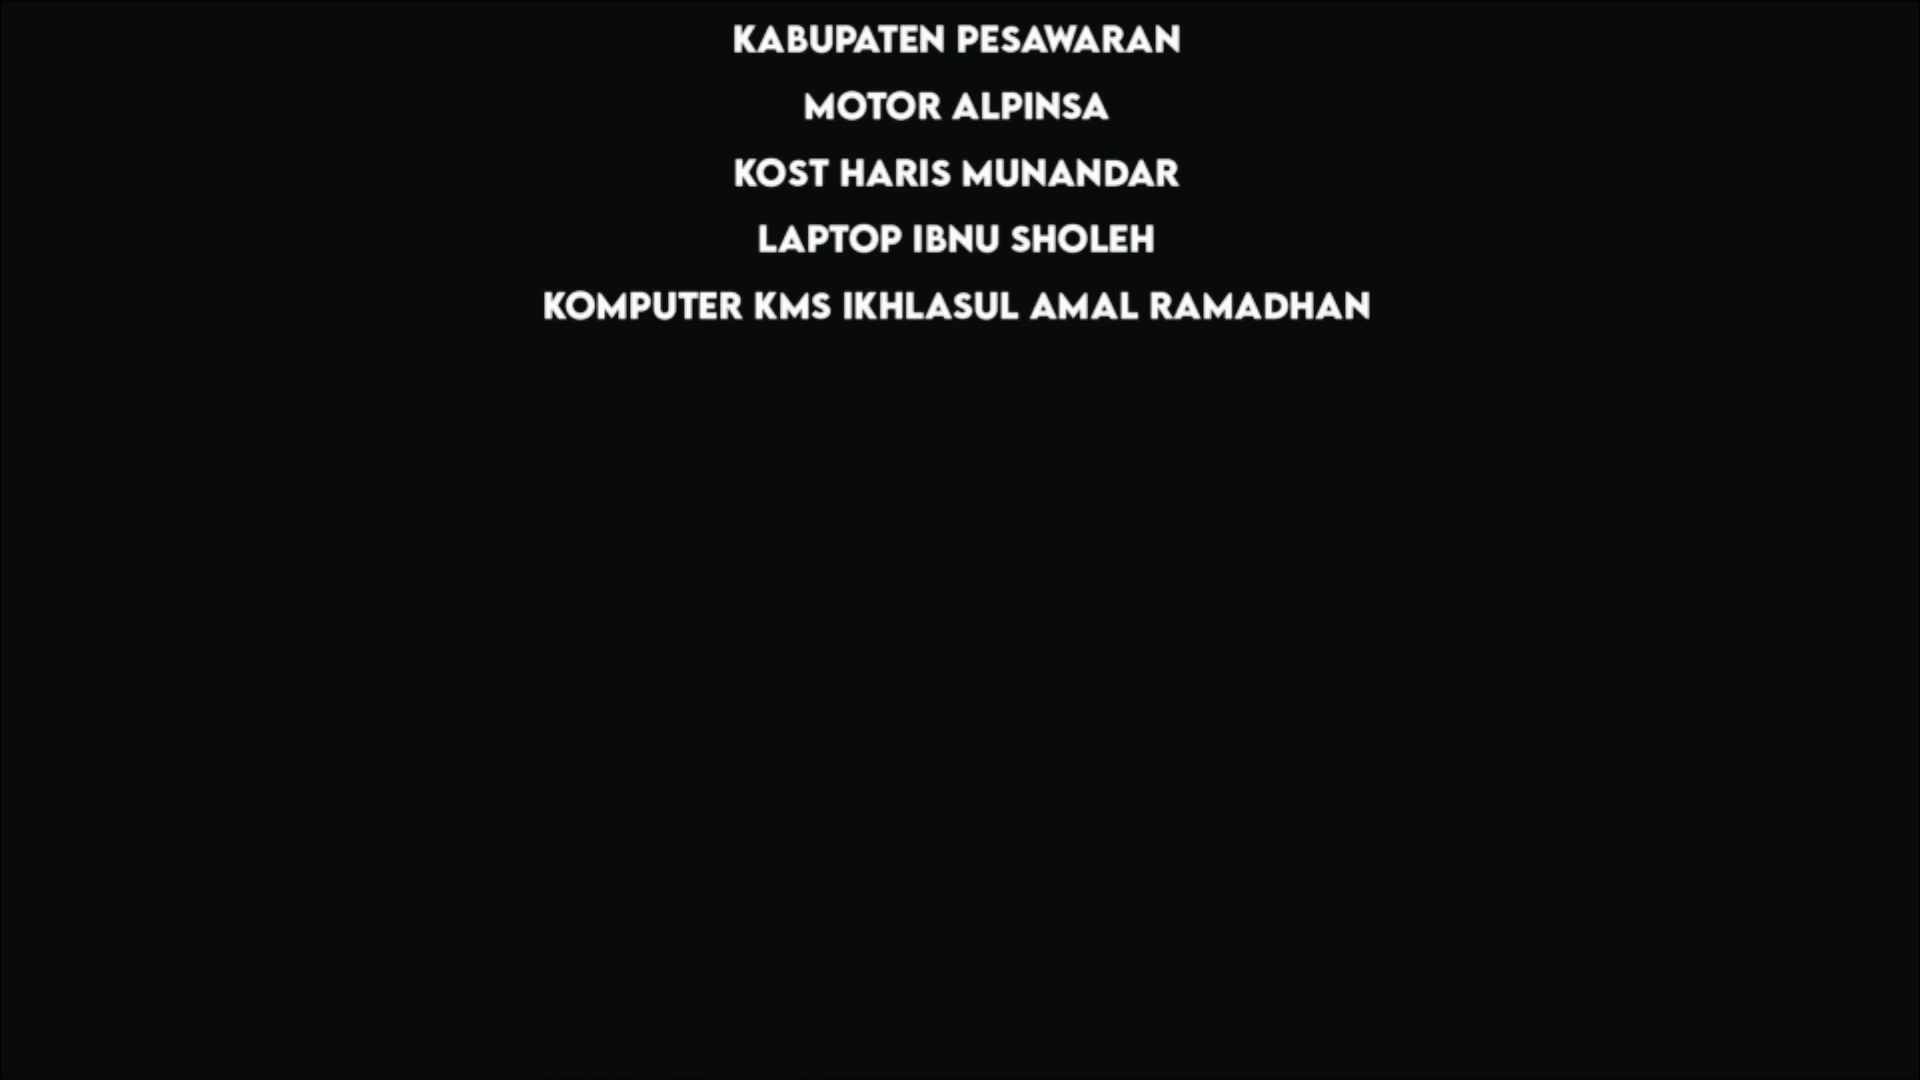 KABUPATEN PESAWARAN
MOTOR ALPINSA
KOST HARIS MUNANDAR
LAPTOP IBNU SHOLEH
KOMPUTER KMS IKHLASUL AMAL RAMADHAN